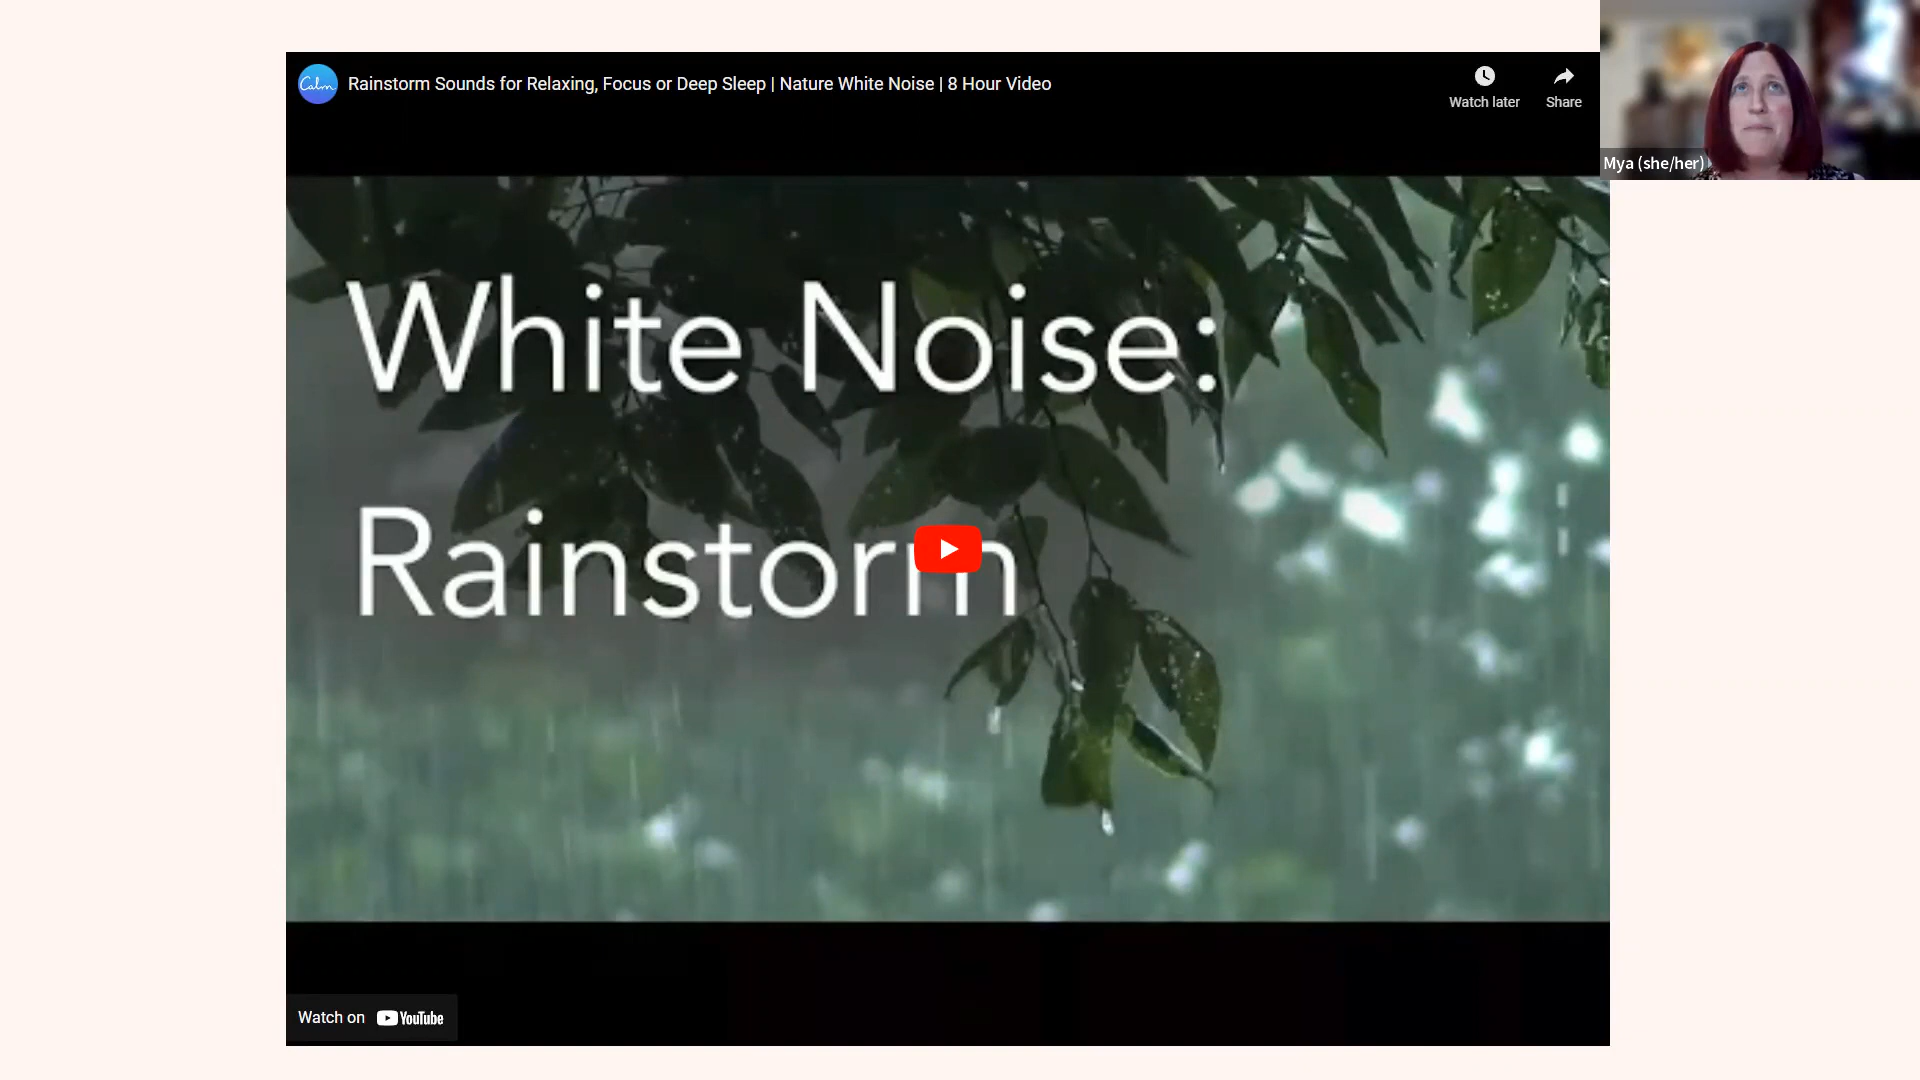 Calm
Rainstorm Sounds for Relaxing, Focus or Deep Sleep | Nature White Noise | 8 Hour Video
Watch later
Share
Mya (she/her)
White Noise:
Rainstorm
Watch on YouTube